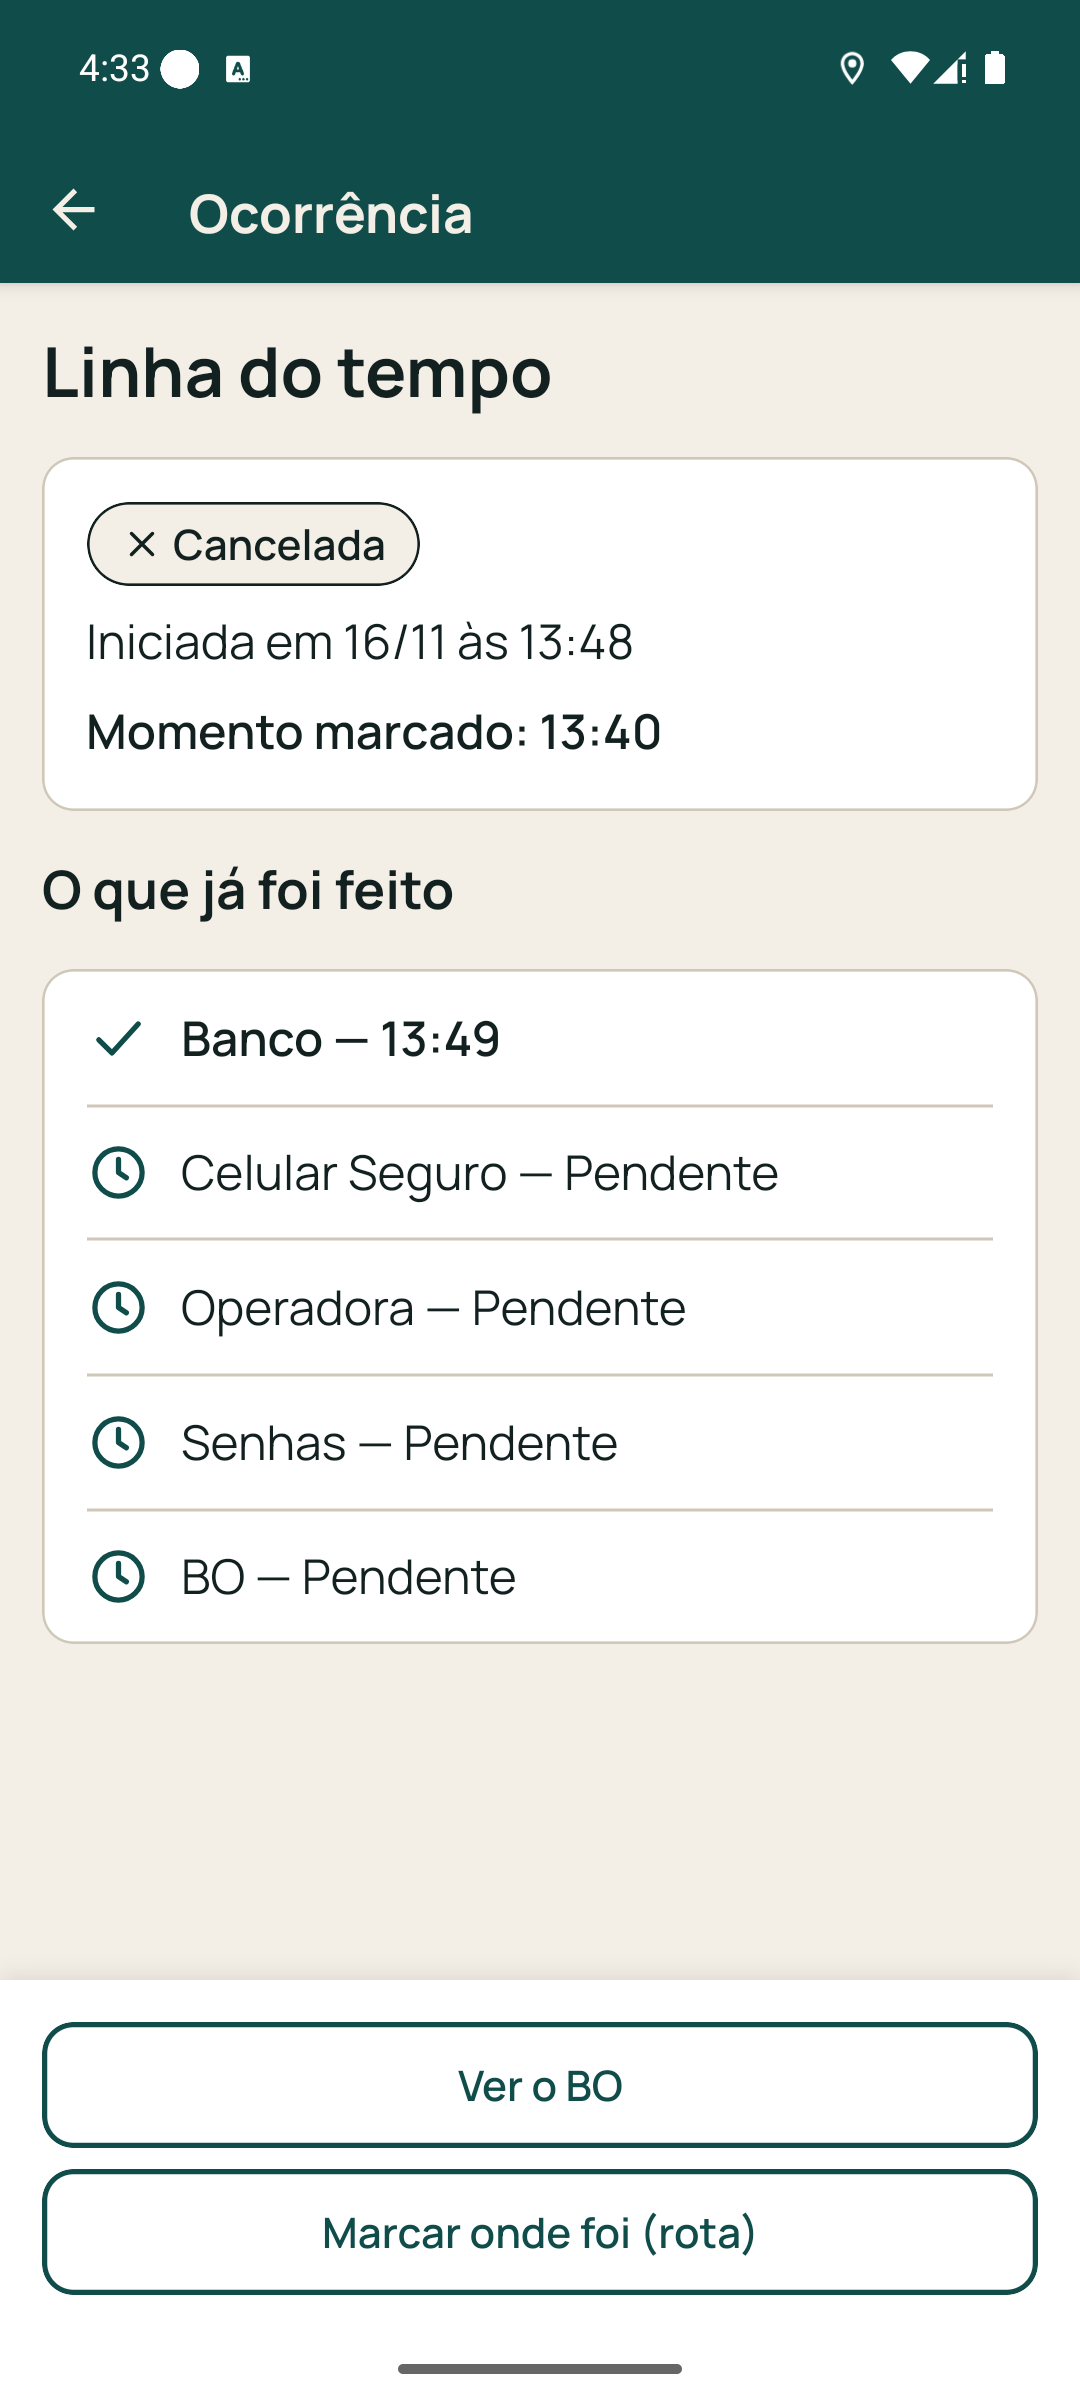 4:33
Ocorrência
Linha do tempo
Cancelada
Iniciada em 16/11 às 13:48
Momento marcado: 13:40
O que já foi feito
Banco — 13:49
Celular Seguro — Pendente
Operadora — Pendente
Senhas — Pendente
BO — Pendente
Ver o BO
Marcar onde foi (rota)